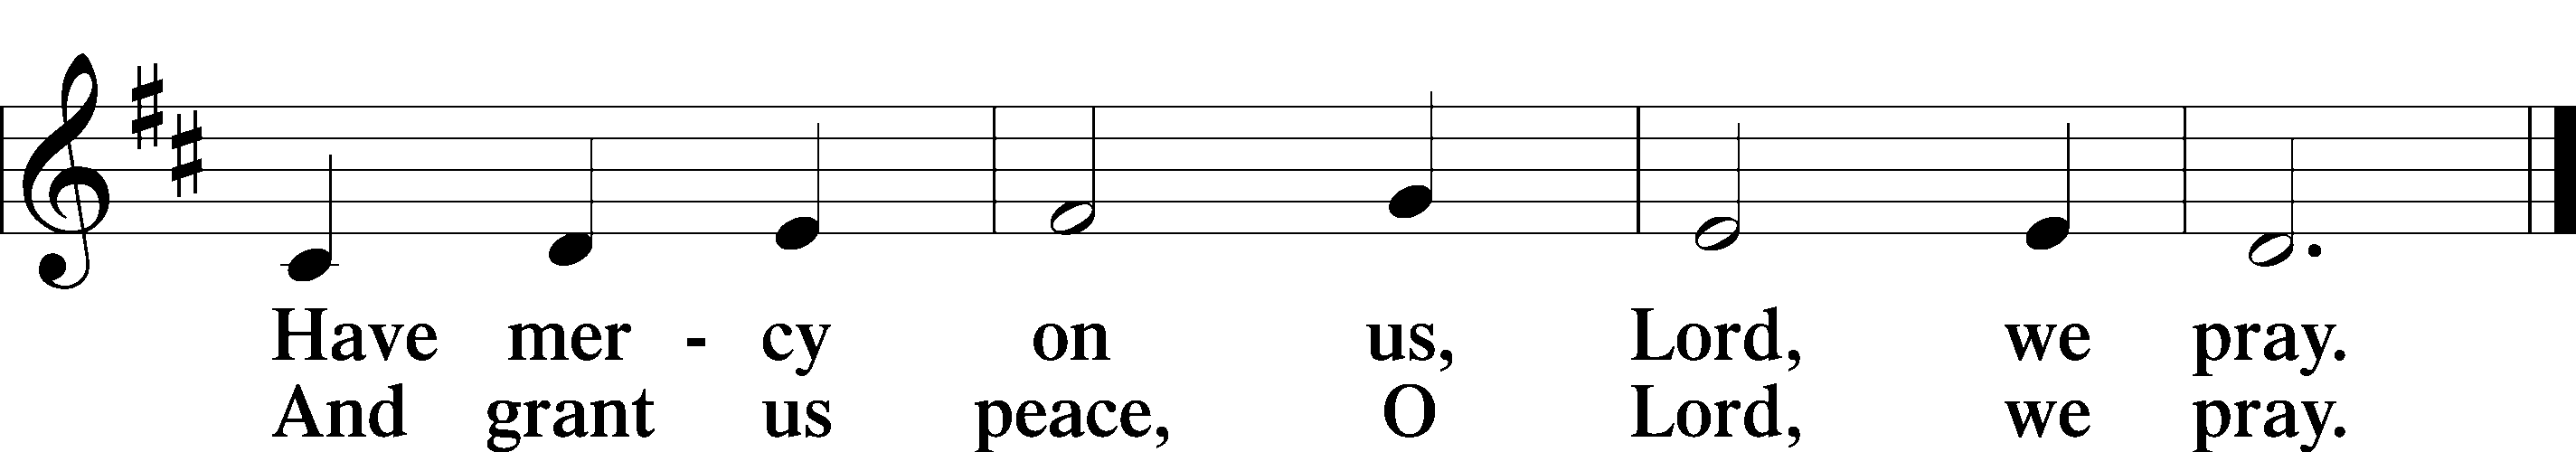 Have mer - cy on us, Lord, we pray.
And grant us peace, O Lord, we pray.